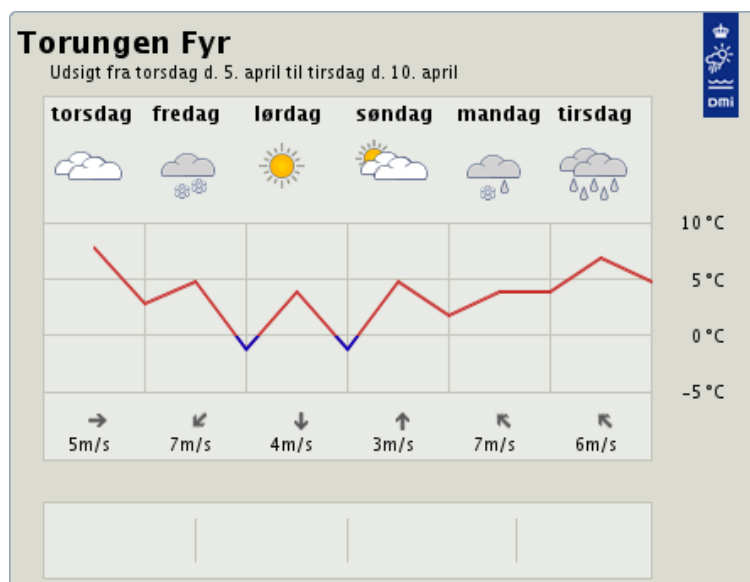 Torungen Fyr
Udsigt fra torsdag d. 5. april til tirsdag d. 10. april
DMI
torsdag fredag lørdag søndag mandag tirsdag
10°C
5°C
0°C
-5°C
5m/s 7m/s 4m/s 3m/s 7m/s 6m/s